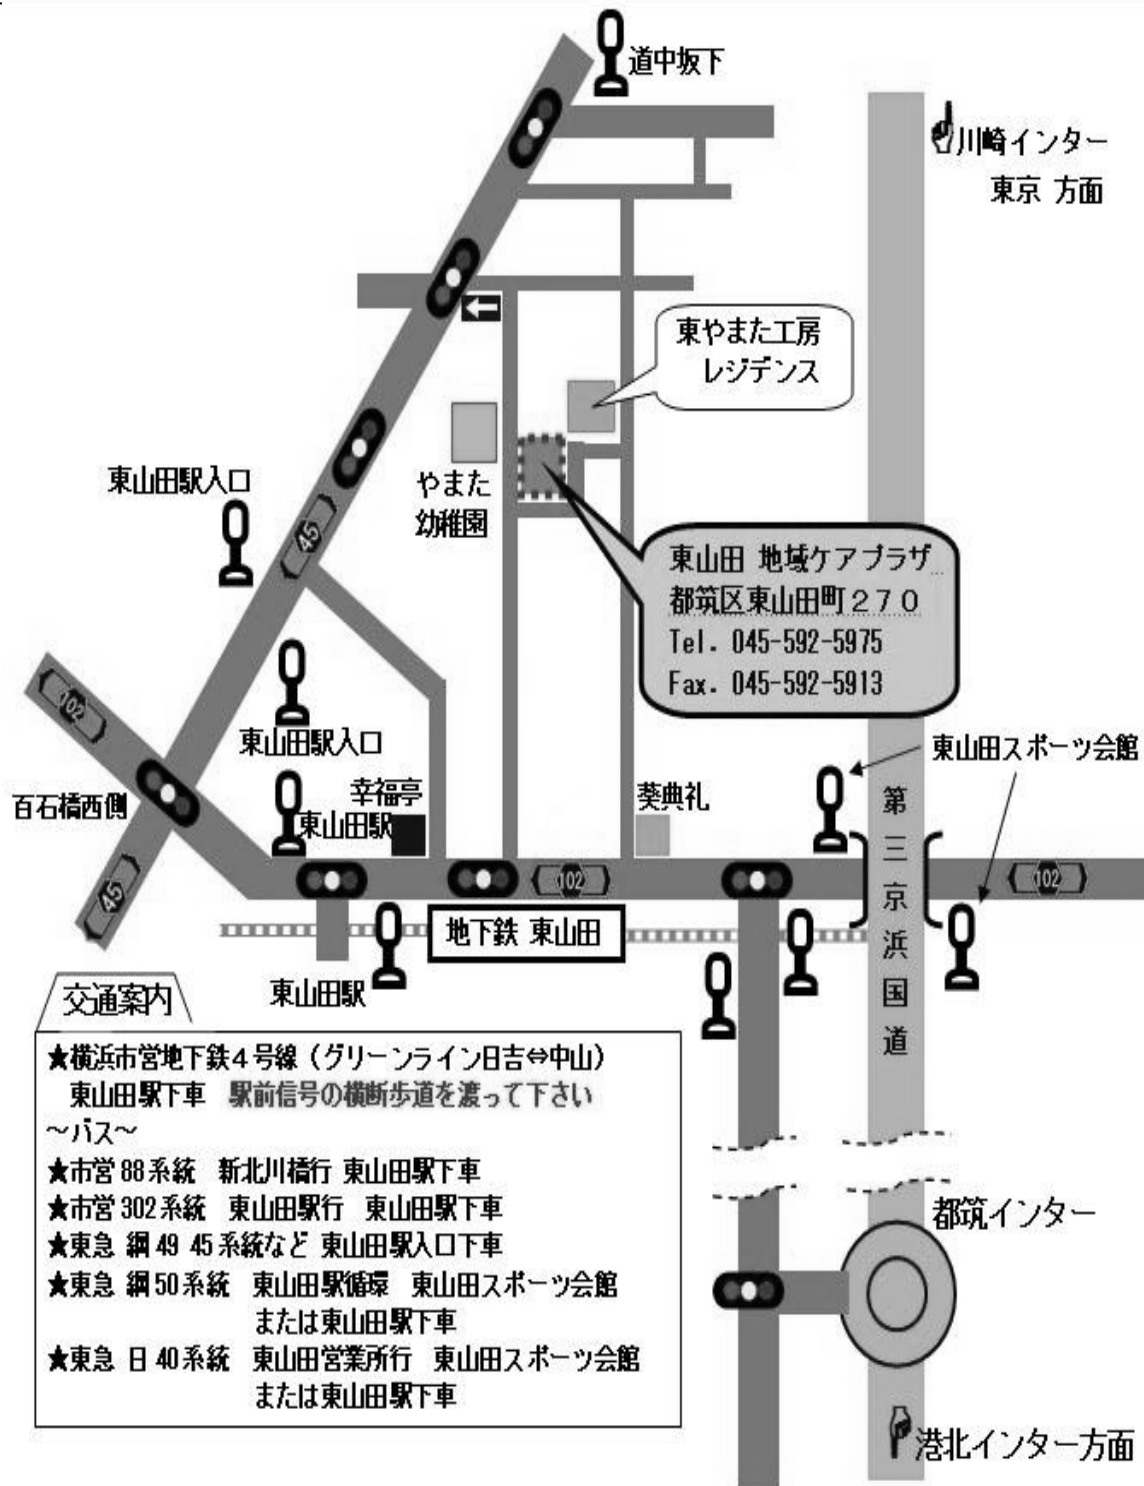 道中坂下
川崎インター
東京 方面
東やまた工房
レジデンス
やまた
幼稚園
東山田駅入口
45
東山田 地域ケアプラザ
都筑区東山田町270
Tel. 045-592-5975
Fax. 045-592-5913
102
東山田駅入口
東山田スポーツ会館
百石橋西側
幸福亭
東山田駅
葵典礼
第三京浜国道
45
102
102
地下鉄 東山田
東山田駅
交通案内
★横浜市営地下鉄4号線(グリーンライン日吉⇔中山)
東山田駅下車 駅前信号の横断歩道を渡って下さい
~バス~
★市営88系統 新北川橋行 東山田駅下車
★市営302系統 東山田駅行 東山田駅下車
★東急 綱49 45系統など 東山田駅入口下車
★東急 綱50系統 東山田駅循環 東山田スポーツ会館
または東山田駅下車
★東急 日40系統 東山田営業所行 東山田スポーツ会館
または東山田駅下車
都筑インター
港北インター方面